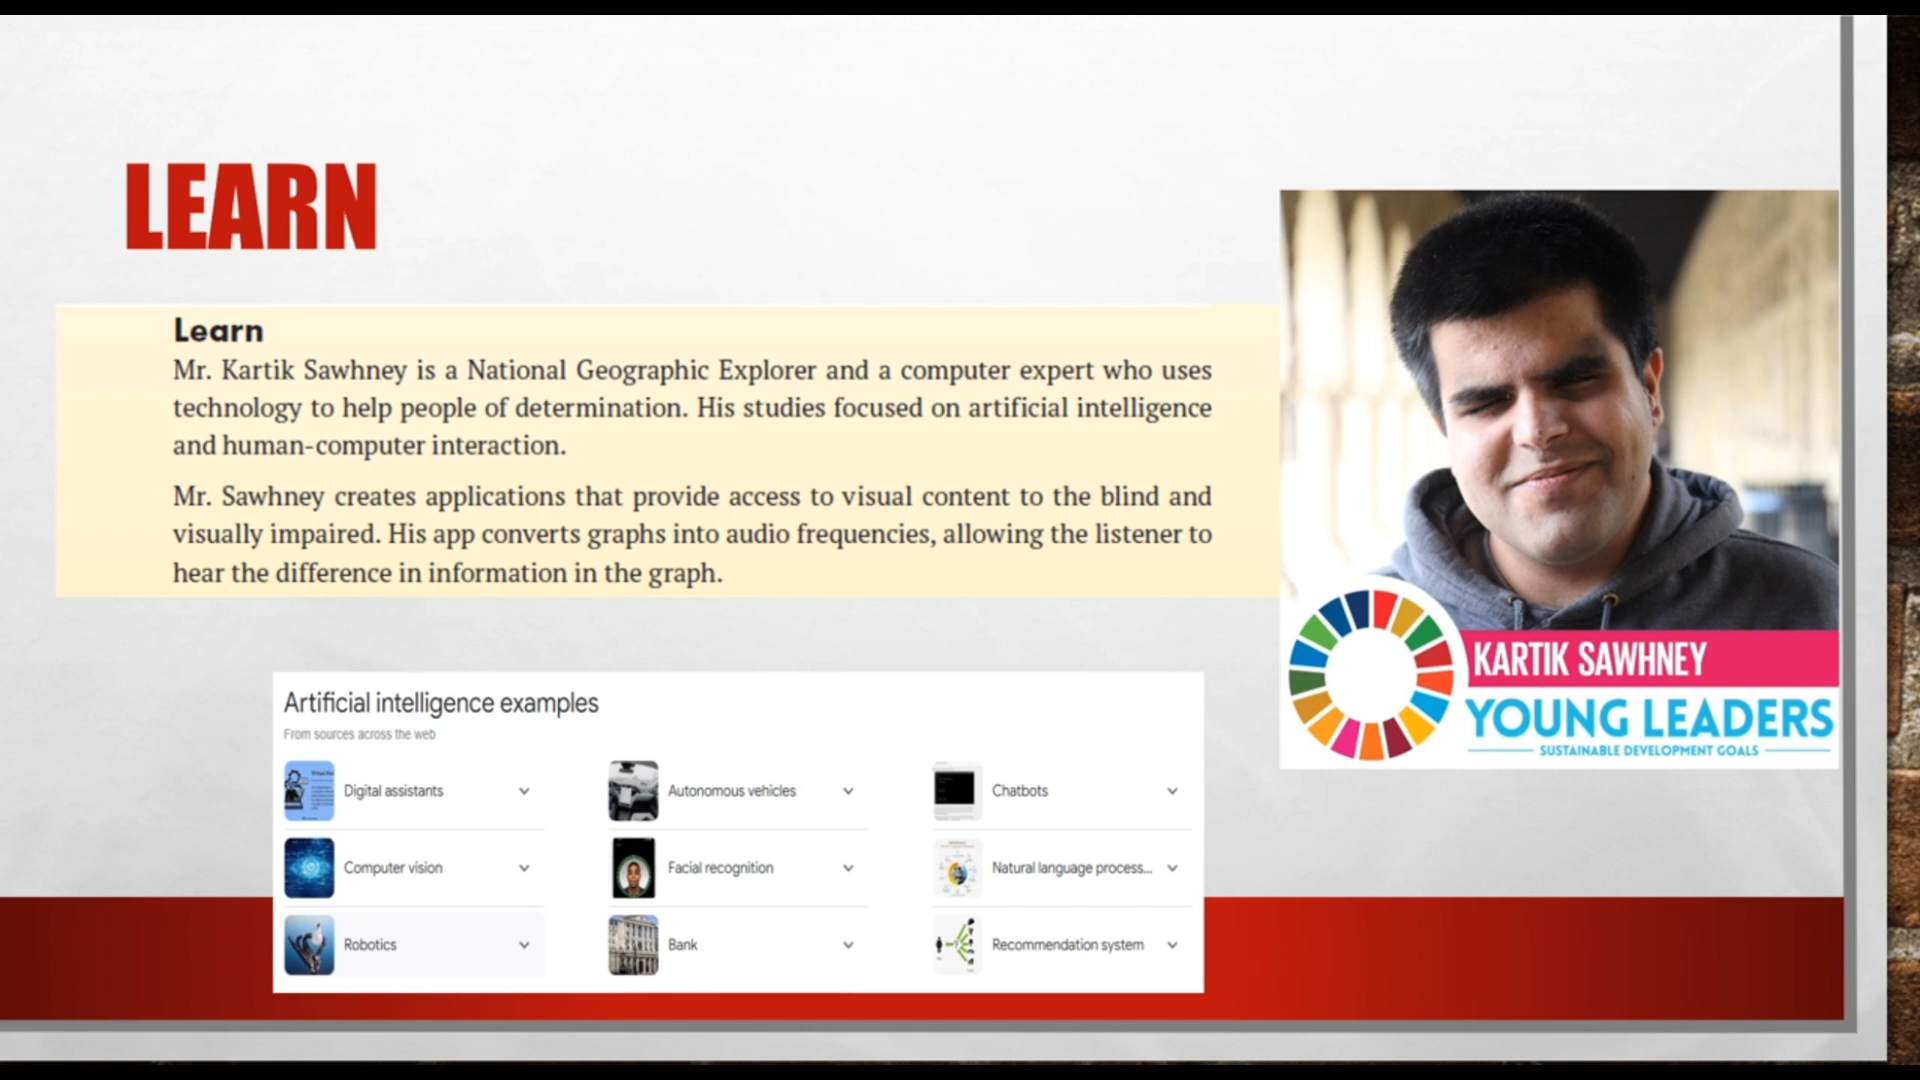 LEARN
Learn
Mr. Kartik Sawhney is a National Geographic Explorer and a computer expert who uses
technology to help people of determination. His studies focused on artificial intelligence
and human-computer interaction.
Mr. Sawhney creates applications that provide access to visual content to the blind and
visually impaired. His app converts graphs into audio frequencies, allowing the listener to
hear the difference in information in the graph.
KARTIK SAWHNEY
YOUNG LEADERS
SUSTAINABLE DEVELOPMENT GOALS
Artificial intelligence examples
From sources across the web
Digital assistants
Autonomous vehicles
Chatbots
Computer vision
Facial recognition
Natural language process...
Robotics
Bank
Recommendation system